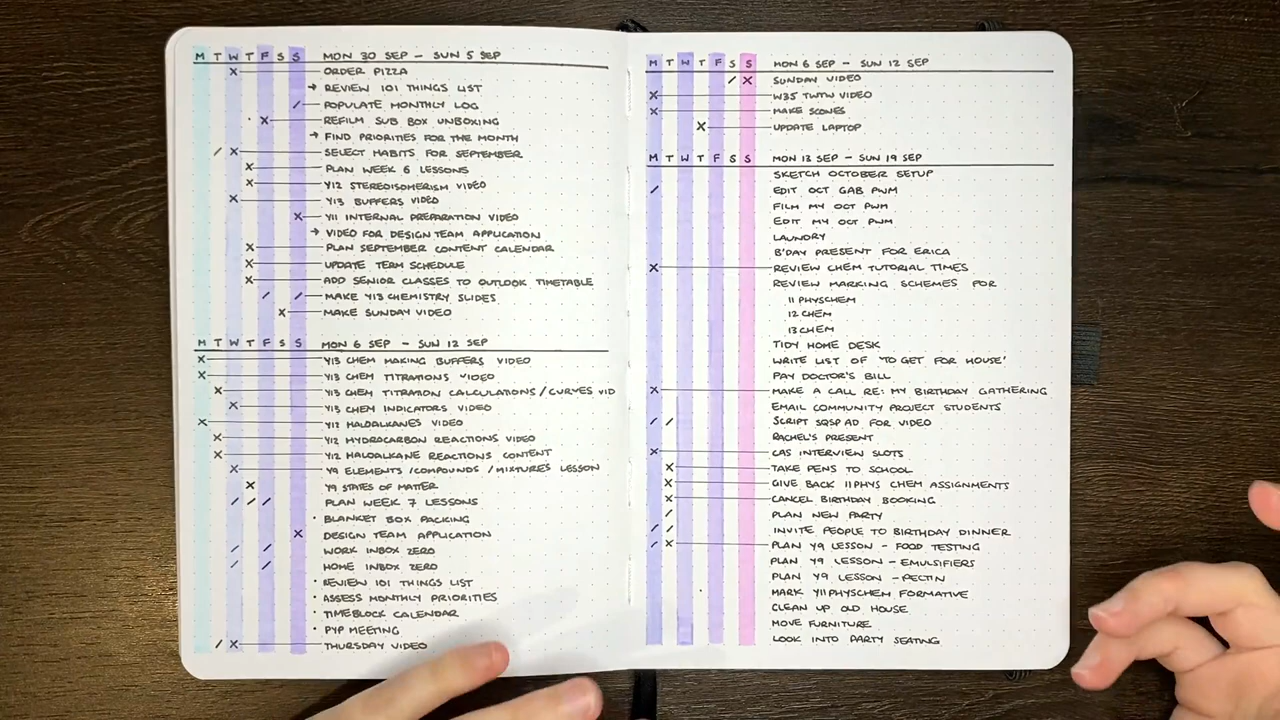 M T W T F S S MON 30 SEP - SUN 5 SEP
X ORDER PIZZA
→ REVIEW 101 THINGS LIST
/ POPULATE MONTHLY LOG
· X REFILM SUB BOX UNBOXING
→ FIND PRIORITIES FOR THE MONTH
/ X SELECT HABITS FOR SEPTEMBER
X PLAN WEEK 6 LESSONS
X Y12 STEREOISOMERISM VIDEO
X Y13 BUFFERS VIDEO
X Y11 INTERNAL PREPARATION VIDEO
→ VIDEO FOR DESIGN TEAM APPLICATION
X PLAN SEPTEMBER CONTENT CALENDAR
X UPDATE TERM SCHEDULE
X ADD SENIOR CLASSES TO OUTLOOK TIMETABLE
/ / MAKE Y13 CHEMISTRY SLIDES
X MAKE SUNDAY VIDEO
M T W T F S S MON 6 SEP - SUN 12 SEP
X Y13 CHEM MAKING BUFFERS VIDEO
X Y13 CHEM TITRATIONS VIDEO
X Y13 CHEM TITRATION CALCULATIONS / CURVES VID
X Y13 CHEM INDICATORS VIDEO
X Y12 HALOALKANES VIDEO
X Y12 HYDROCARBON REACTIONS VIDEO
X Y12 HALOALKANE REACTIONS CONTENT
X Y9 ELEMENTS / COMPOUNDS / MIXTURES LESSON
X Y9 STATES OF MATTER
/ / / PLAN WEEK 7 LESSONS
· BLANKET BOX PACKING
X DESIGN TEAM APPLICATION
/ / WORK INBOX ZERO
/ / HOME INBOX ZERO
· REVIEW 101 THINGS LIST
· ASSESS MONTHLY PRIORITIES
· TIMEBLOCK CALENDAR
· PYP MEETING
/ X THURSDAY VIDEO
M T W T F S S MON 6 SEP - SUN 12 SEP
/ X SUNDAY VIDEO
X W35 TWTW VIDEO
X MAKE SCONES
X UPDATE LAPTOP
M T W T F S S MON 13 SEP - SUN 19 SEP
SKETCH OCTOBER SETUP
/ EDIT OCT GAB PWM
FILM MY OCT PWM
EDIT MY OCT PWM
LAUNDRY
B'DAY PRESENT FOR ERICA
X REVIEW CHEM TUTORIAL TIMES
REVIEW MARKING SCHEMES FOR
11 PHYSCHEM
12 CHEM
13 CHEM
TIDY HOME DESK
WRITE LIST OF 'TO GET FOR HOUSE'
PAY DOCTOR'S BILL
X MAKE A CALL RE: MY BIRTHDAY GATHERING
EMAIL COMMUNITY PROJECT STUDENTS
/ / SCRIPT SQSP AD FOR VIDEO
RACHEL'S PRESENT
X CAS INTERVIEW SLOTS
X TAKE PENS TO SCHOOL
X GIVE BACK 11 PHYS CHEM ASSIGNMENTS
X CANCEL BIRTHDAY BOOKING
/ PLAN NEW PARTY
/ / INVITE PEOPLE TO BIRTHDAY DINNER
/ X PLAN Y9 LESSON - FOOD TESTING
PLAN Y9 LESSON - EMULSIFIERS
PLAN Y9 LESSON - PECTIN
MARK Y11 PHYSCHEM FORMATIVE
CLEAN UP OLD HOUSE
MOVE FURNITURE
LOOK INTO PARTY SEATING